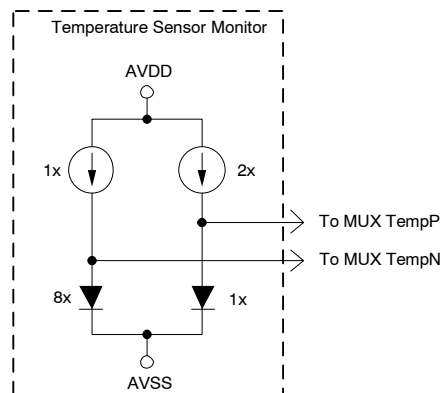 Temperature Sensor Monitor
AVDD
1x
2x
To MUX TempP
To MUX TempN
8x
1x
AVSS